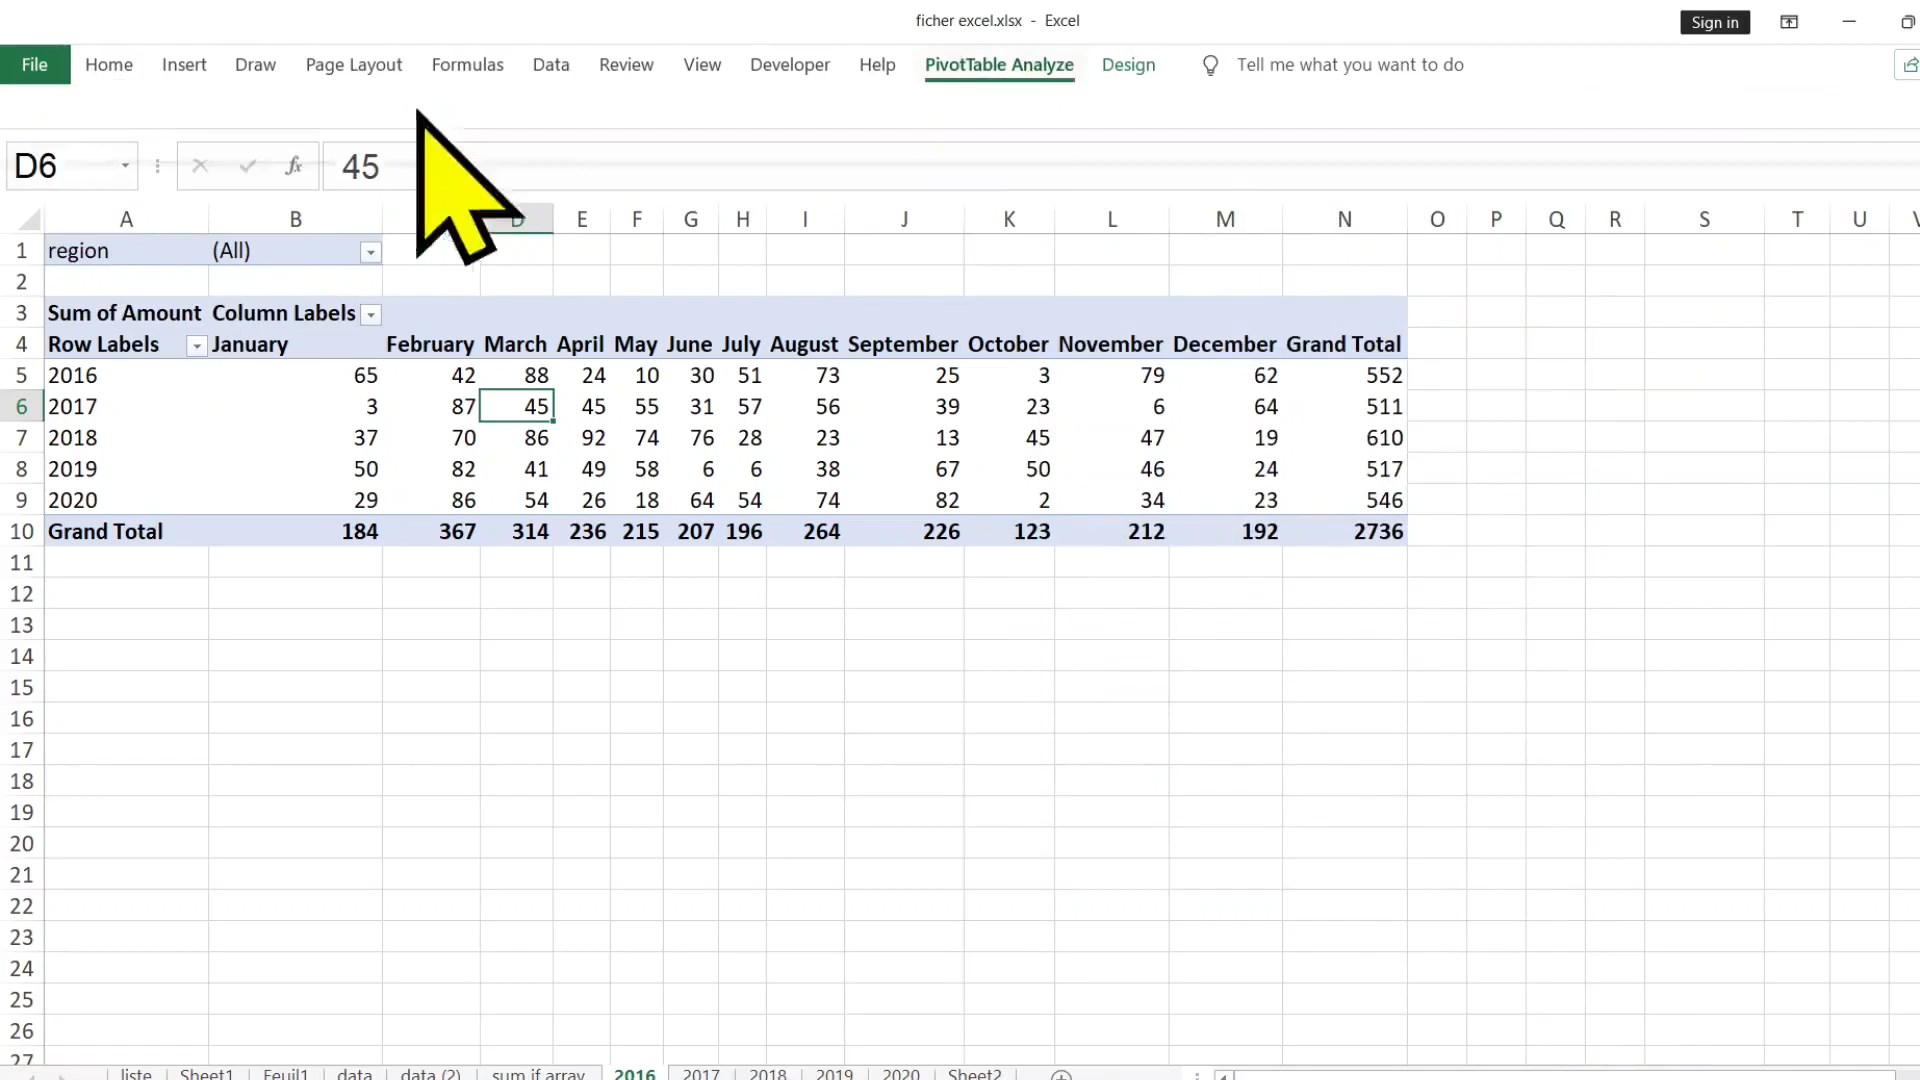 ficher excel.xlsx - Excel
Sign in
File Home Insert Draw Page Layout Formulas Data Review View Developer Help PivotTable Analyze Design Tell me what you want to do
D6 fx 45
A B D E F G H I J K L M N O P Q R S T U
1 region (All)
2
3 Sum of Amount Column Labels
4 Row Labels January February March April May June July August September October November December Grand Total
5 2016 65 42 88 24 10 30 51 73 25 3 79 62 552
6 2017 3 87 45 45 55 31 57 56 39 23 6 64 511
7 2018 37 70 86 92 74 76 28 23 13 45 47 19 610
8 2019 50 82 41 49 58 6 6 38 67 50 46 24 517
9 2020 29 86 54 26 18 64 54 74 82 2 34 23 546
10 Grand Total 184 367 314 236 215 207 196 264 226 123 212 192 2736
11
12
13
14
15
16
17
18
19
20
21
22
23
24
25
26
27
liste Sheet1 Feuil1 data data (2) sum if array 2016 2017 2018 2019 2020 Sheet2